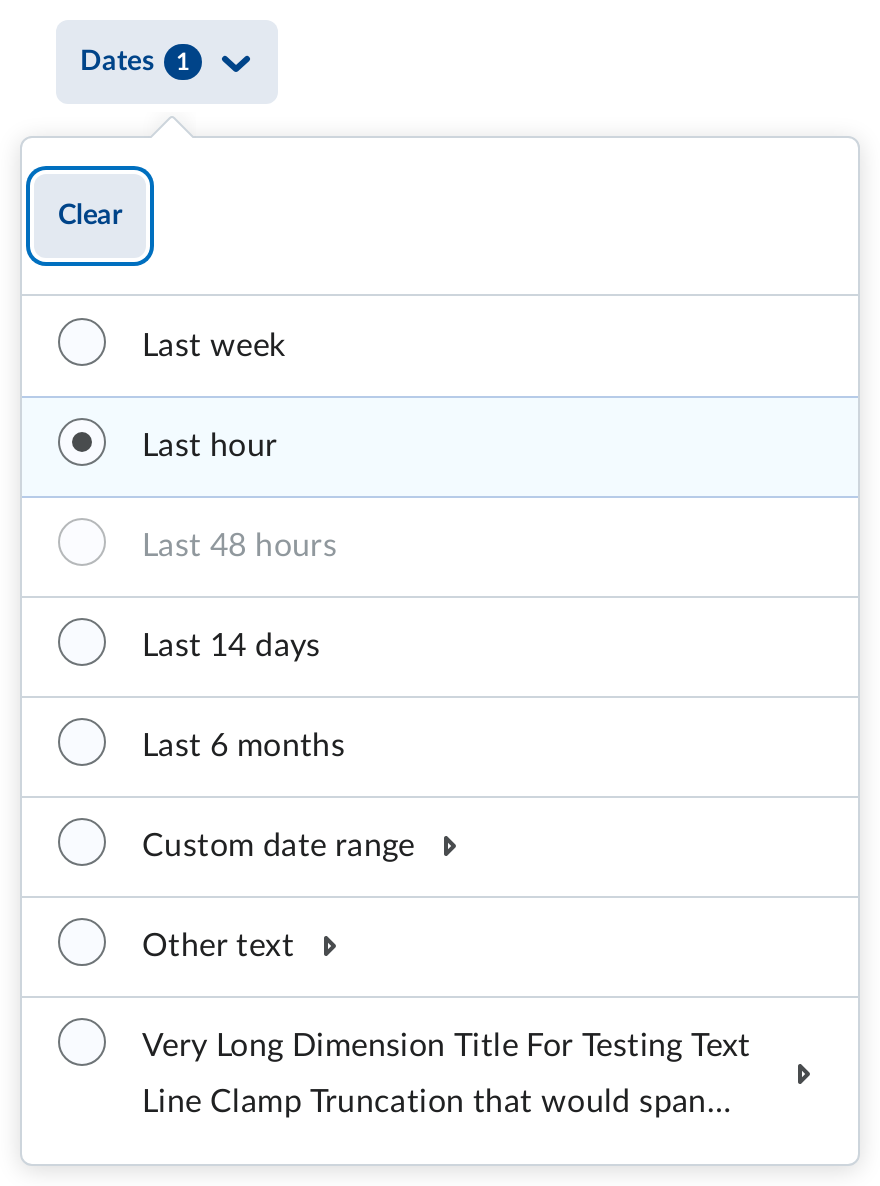 Dates 1
Clear
Last week
Last hour
Last 48 hours
Last 14 days
Last 6 months
Custom date range
Other text
Very Long Dimension Title For Testing Text
Line Clamp Truncation that would span...